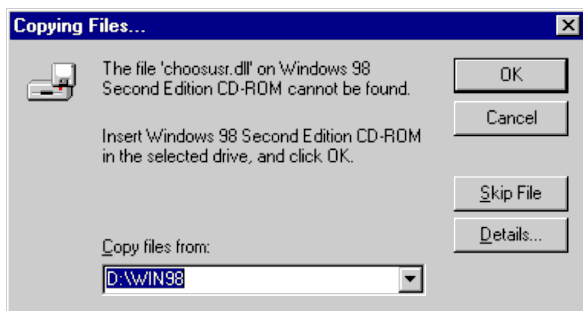 Copying Files...
The file 'choosusr.dll' on Windows 98
Second Edition CD-ROM cannot be found.
Insert Windows 98 Second Edition CD-ROM
in the selected drive, and click OK.
OK
Cancel
Skip File
Details...
Copy files from:
D:\WIN98